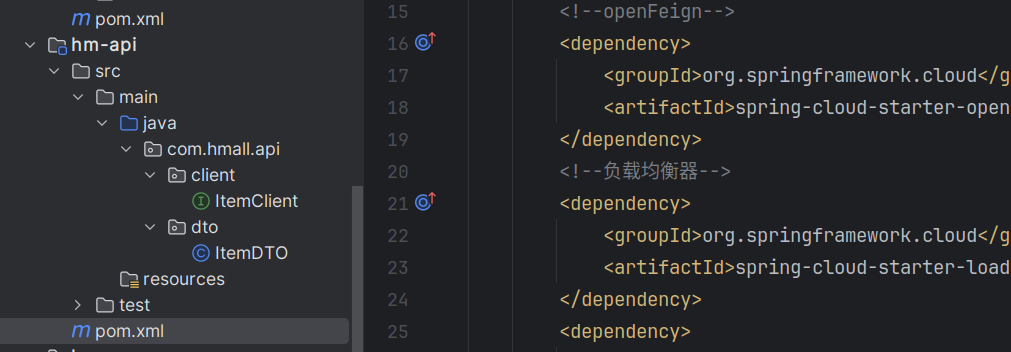 pom.xml
hm-api
src
main
java
com.hmall.api
client
ItemClient
dto
ItemDTO
resources
test
pom.xml
15 <!--openFeign-->
16 <dependency>
17 <groupId>org.springframework.cloud</g
18 <artifactId>spring-cloud-starter-open
19 </dependency>
20 <!--负载均衡器-->
21 <dependency>
22 <groupId>org.springframework.cloud</g
23 <artifactId>spring-cloud-starter-load
24 </dependency>
25 <dependency>